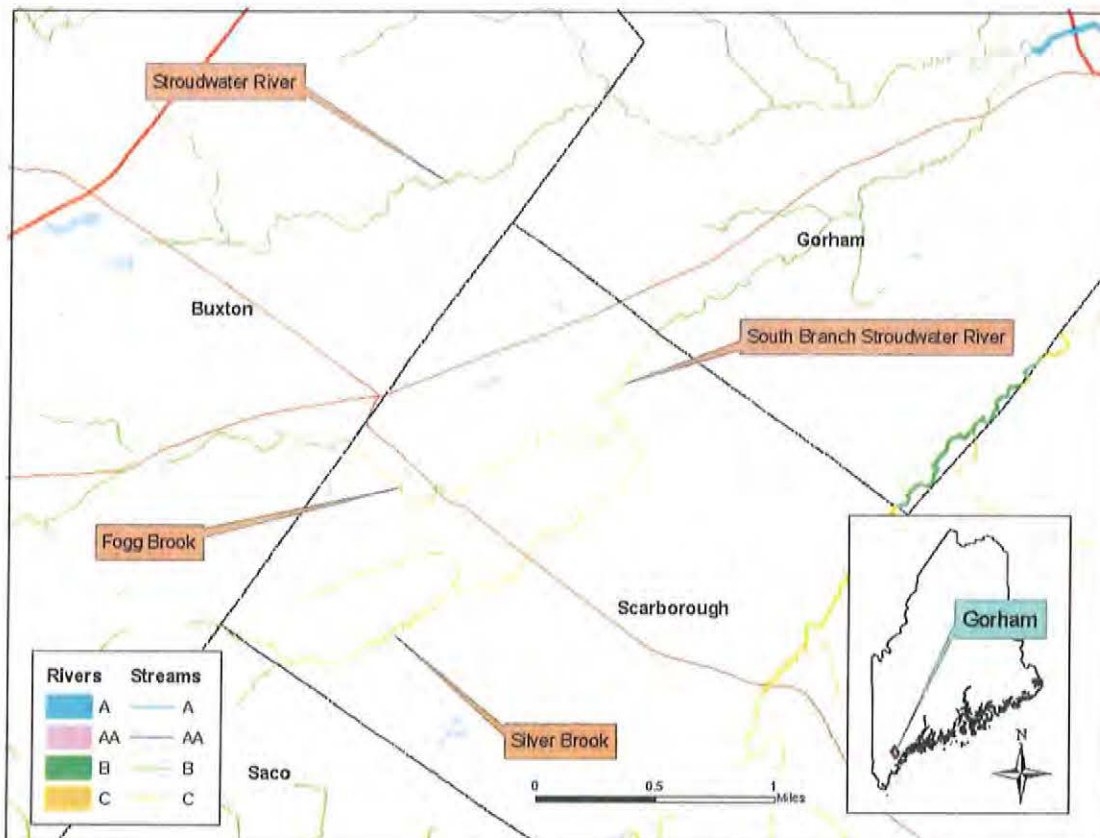 Stroudwater River
Gorham
Buxton
South Branch Stroudwater River
Fogg Brook
Scarborough
Gorham
Rivers Streams
A A
AA AA
B B
C C
Silver Brook
Saco
0 0.5 1
Miles
N